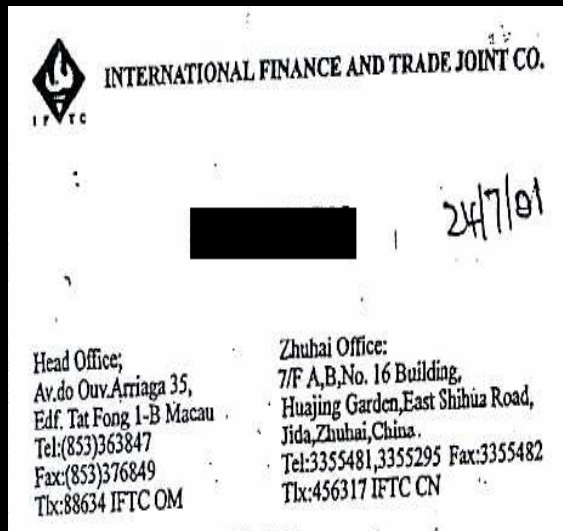 INTERNATIONAL FINANCE AND TRADE JOINT CO.
I F T C
24/7/01
Head Office;
Av.do Ouv.Arriaga 35,
Edf. Tat Fong 1-B Macau
Tel:(853)363847
Fax:(853)376849
Tlx:88634 IFTC OM
Zhuhai Office:
7/F A,B,No. 16 Building,
Huajing Garden,East Shihua Road,
Jida,Zhuhai,China.
Tel:3355481,3355295 Fax:3355482
Tlx:456317 IFTC CN